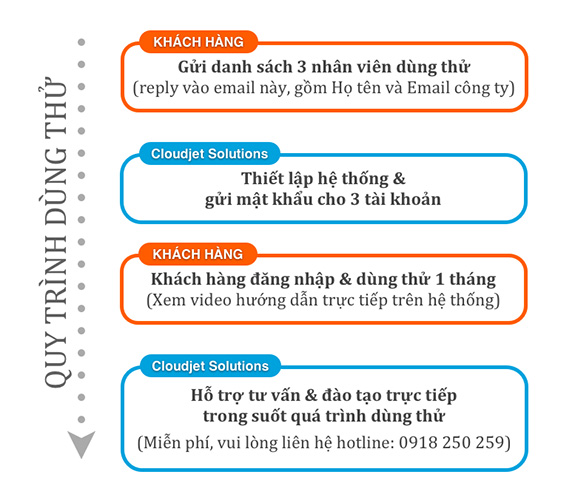 QUY TRÌNH DÙNG THỬ
KHÁCH HÀNG
Gửi danh sách 3 nhân viên dùng thử
(reply vào email này, gồm Họ tên và Email công ty)
Cloudjet Solutions
Thiết lập hệ thống &
gửi mật khẩu cho 3 tài khoản
KHÁCH HÀNG
Khách hàng đăng nhập & dùng thử 1 tháng
(Xem video hướng dẫn trực tiếp trên hệ thống)
Cloudjet Solutions
Hỗ trợ tư vấn & đào tạo trực tiếp
trong suốt quá trình dùng thử
(Miễn phí, vui lòng liên hệ hotline: 0918 250 259)